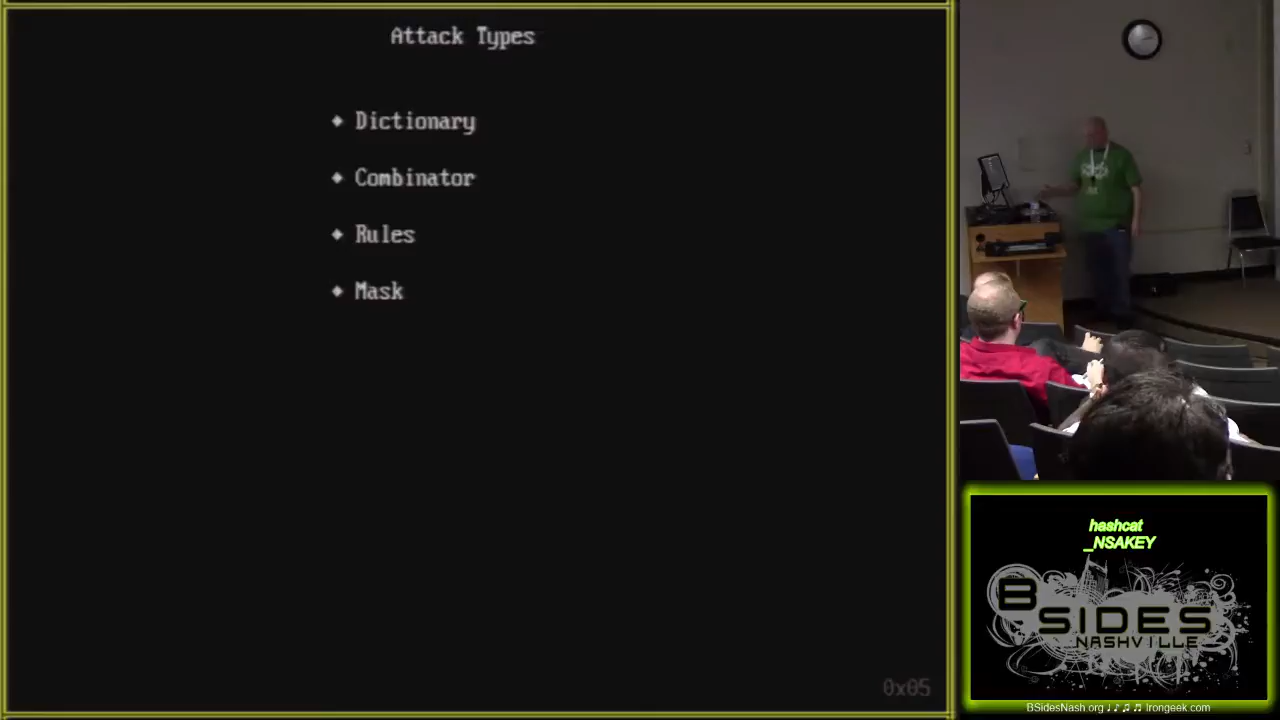 Attack Types
◆ Dictionary
◆ Combinator
◆ Rules
◆ Mask
0x05
hashcat
_NSAKEY
BSIDES
NASHVILLE
BSidesNash.org ♩♪♫♬ Irongeek.com